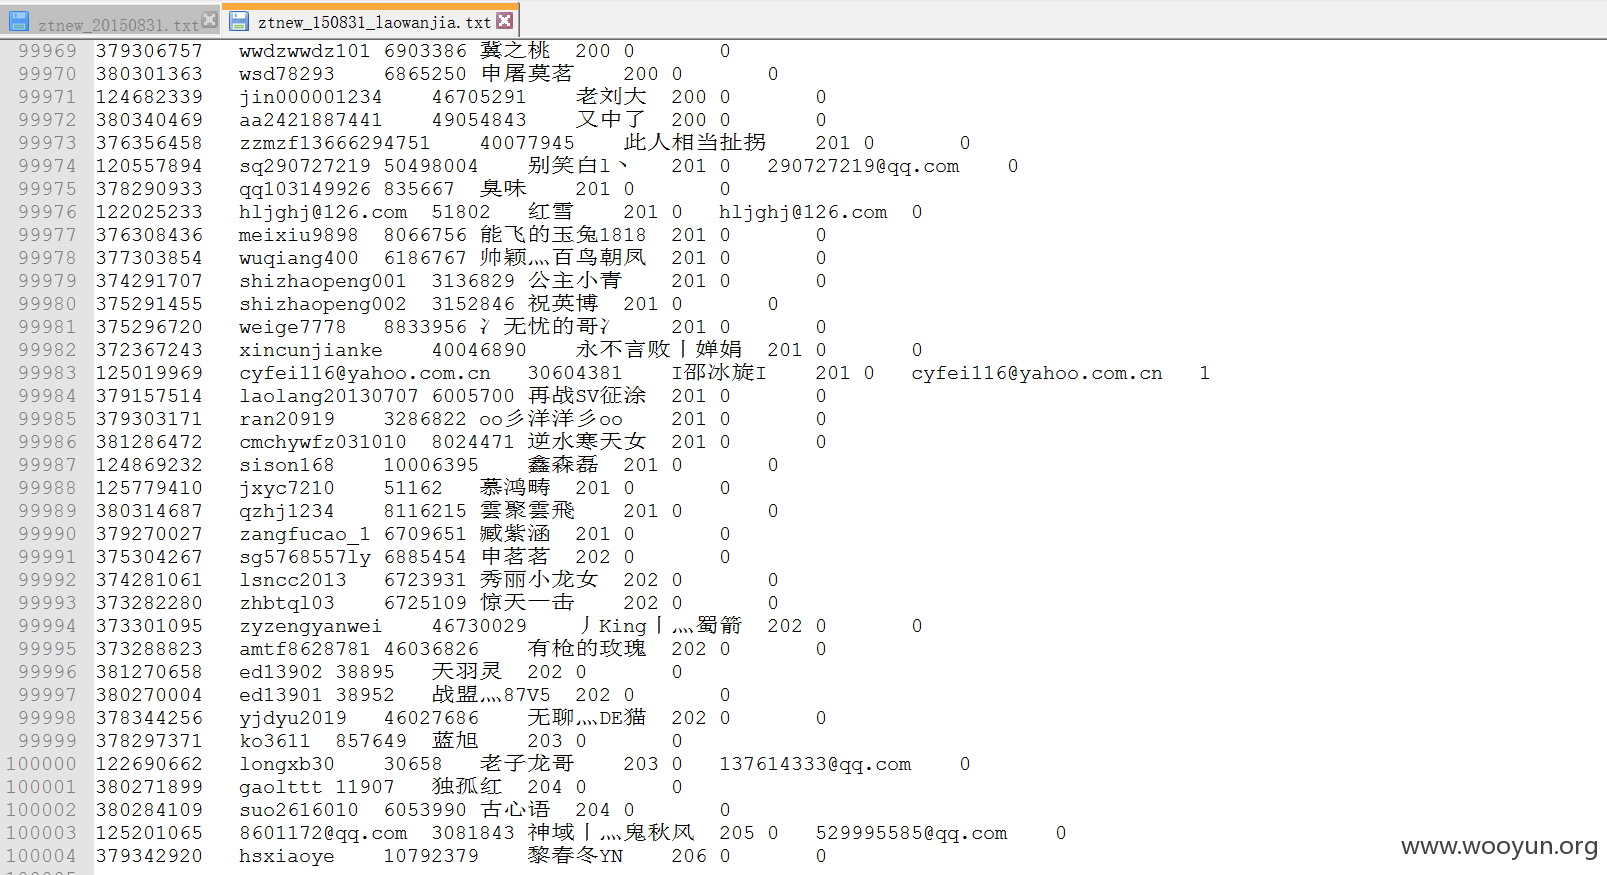 ztnew_20150831.txt ztnew_150831_laowanjia.txt
99969 379306757 wwdzwwdz101 6903386 冀之桃 200 0 0
99970 380301363 wsd78293 6865250 申屠莫茗 200 0 0
99971 124682339 jin000001234 46705291 老刘大 200 0 0
99972 380340469 aa2421887441 49054843 又中了 200 0 0
99973 376356458 zzmzf13666294751 40077945 此人相当扯拐 201 0 0
99974 120557894 sq290727219 50498004 别笑白l丶 201 0 290727219@qq.com 0
99975 378290933 qq103149926 835667 臭味 201 0 0
99976 122025233 hljghj@126.com 51802 红雪 201 0 hljghj@126.com 0
99977 376308436 meixiu9898 8066756 能飞的玉兔1818 201 0 0
99978 377303854 wuqiang400 6186767 帅颖灬百鸟朝凤 201 0 0
99979 374291707 shizhaopeng001 3136829 公主小青 201 0 0
99980 375291455 shizhaopeng002 3152846 祝英博 201 0 0
99981 375296720 weige7778 8833956 冫无忧的哥冫 201 0 0
99982 372367243 xincunjianke 40046890 永不言败丨婵娟 201 0 0
99983 125019969 cyfei116@yahoo.com.cn 30604381 I邵冰旋I 201 0 cyfei116@yahoo.com.cn 1
99984 379157514 laolang20130707 6005700 再战SV征涂 201 0 0
99985 379303171 ran20919 3286822 oo彡洋洋彡oo 201 0 0
99986 381286472 cmchywfz031010 8024471 逆水寒天女 201 0 0
99987 124869232 sison168 10006395 鑫森磊 201 0 0
99988 125779410 jxyc7210 51162 慕鸿畴 201 0 0
99989 380314687 qzhj1234 8116215 雲聚雲飛 201 0 0
99990 379270027 zangfucao_1 6709651 臧紫涵 201 0 0
99991 375304267 sg5768557ly 6885454 申茗茗 202 0 0
99992 374281061 lsncc2013 6723931 秀丽小龙女 202 0 0
99993 373282280 zhbtql03 6725109 惊天一击 202 0 0
99994 373301095 zyzengyanwei 46730029 丿King丨灬蜀箭 202 0 0
99995 373288823 amtf8628781 46036826 有枪的玫瑰 202 0 0
99996 381270658 ed13902 38895 天羽灵 202 0 0
99997 380270004 ed13901 38952 战盟灬87V5 202 0 0
99998 378344256 yjdyu2019 46027686 无聊灬DE猫 202 0 0
99999 378297371 ko3611 857649 蓝旭 203 0 0
100000 122690662 longxb30 30658 老子龙哥 203 0 137614333@qq.com 0
100001 380271899 gaolttt 11907 独孤红 204 0 0
100002 380284109 suo2616010 6053990 古心语 204 0 0
100003 125201065 8601172@qq.com 3081843 神域丨灬鬼秋风 205 0 529995585@qq.com 0
100004 379342920 hsxiaoye 10792379 黎春冬YN 206 0 0
www.wooyun.org